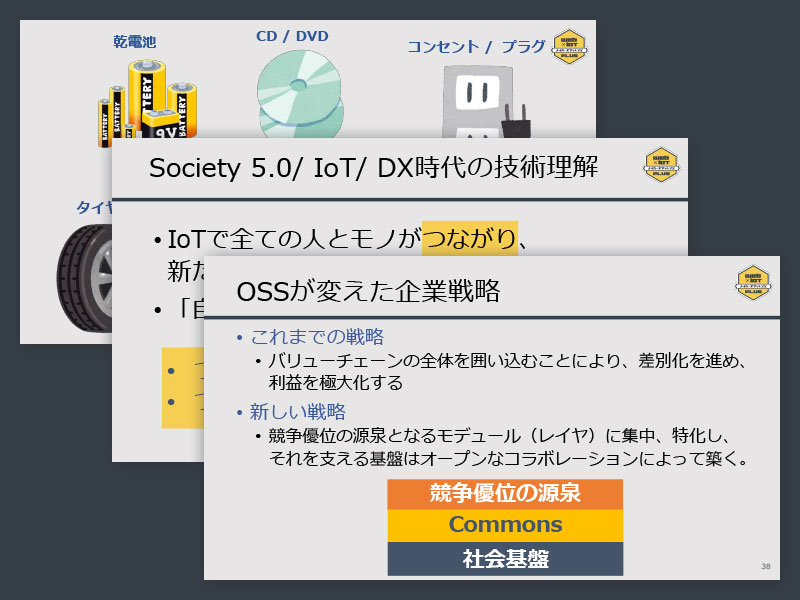 乾電池
CD / DVD
コンセント / プラグ
BATTERY
BATTERY
BATTERY
BATTERY
9V
タイヤ
Society 5.0/ IoT/ DX時代の技術理解
• IoTで全ての人とモノがつながり、
新た
• 「自
OSSが変えた企業戦略
• これまでの戦略
• バリューチェーンの全体を囲い込むことにより、差別化を進め、
利益を極大化する
• 新しい戦略
• 競争優位の源泉となるモデュール（レイヤ）に集中、特化し、
それを支える基盤はオープンなコラボレーションによって築く。
競争優位の源泉
Commons
社会基盤
38